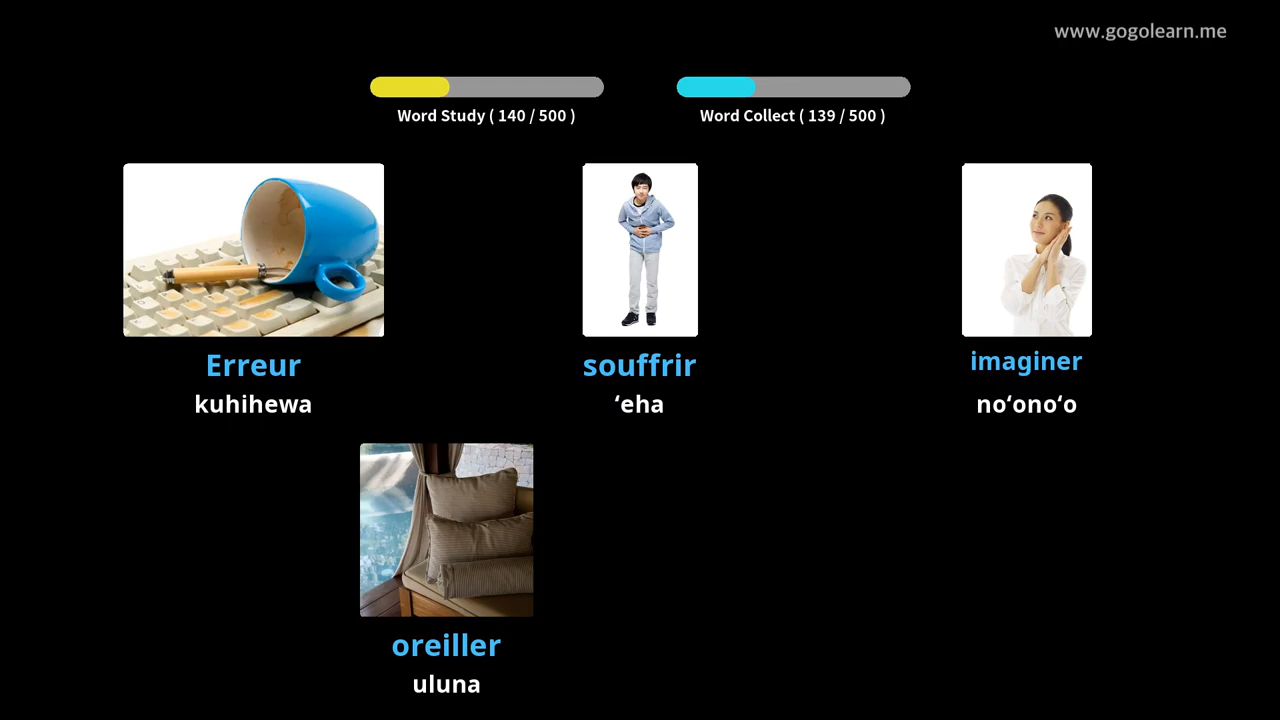 www.gogolearn.me
Word Study ( 140 / 500 )
Word Collect ( 139 / 500 )
Erreur
kuhihewa
souffrir
ʻeha
imaginer
noʻonoʻo
oreiller
uluna